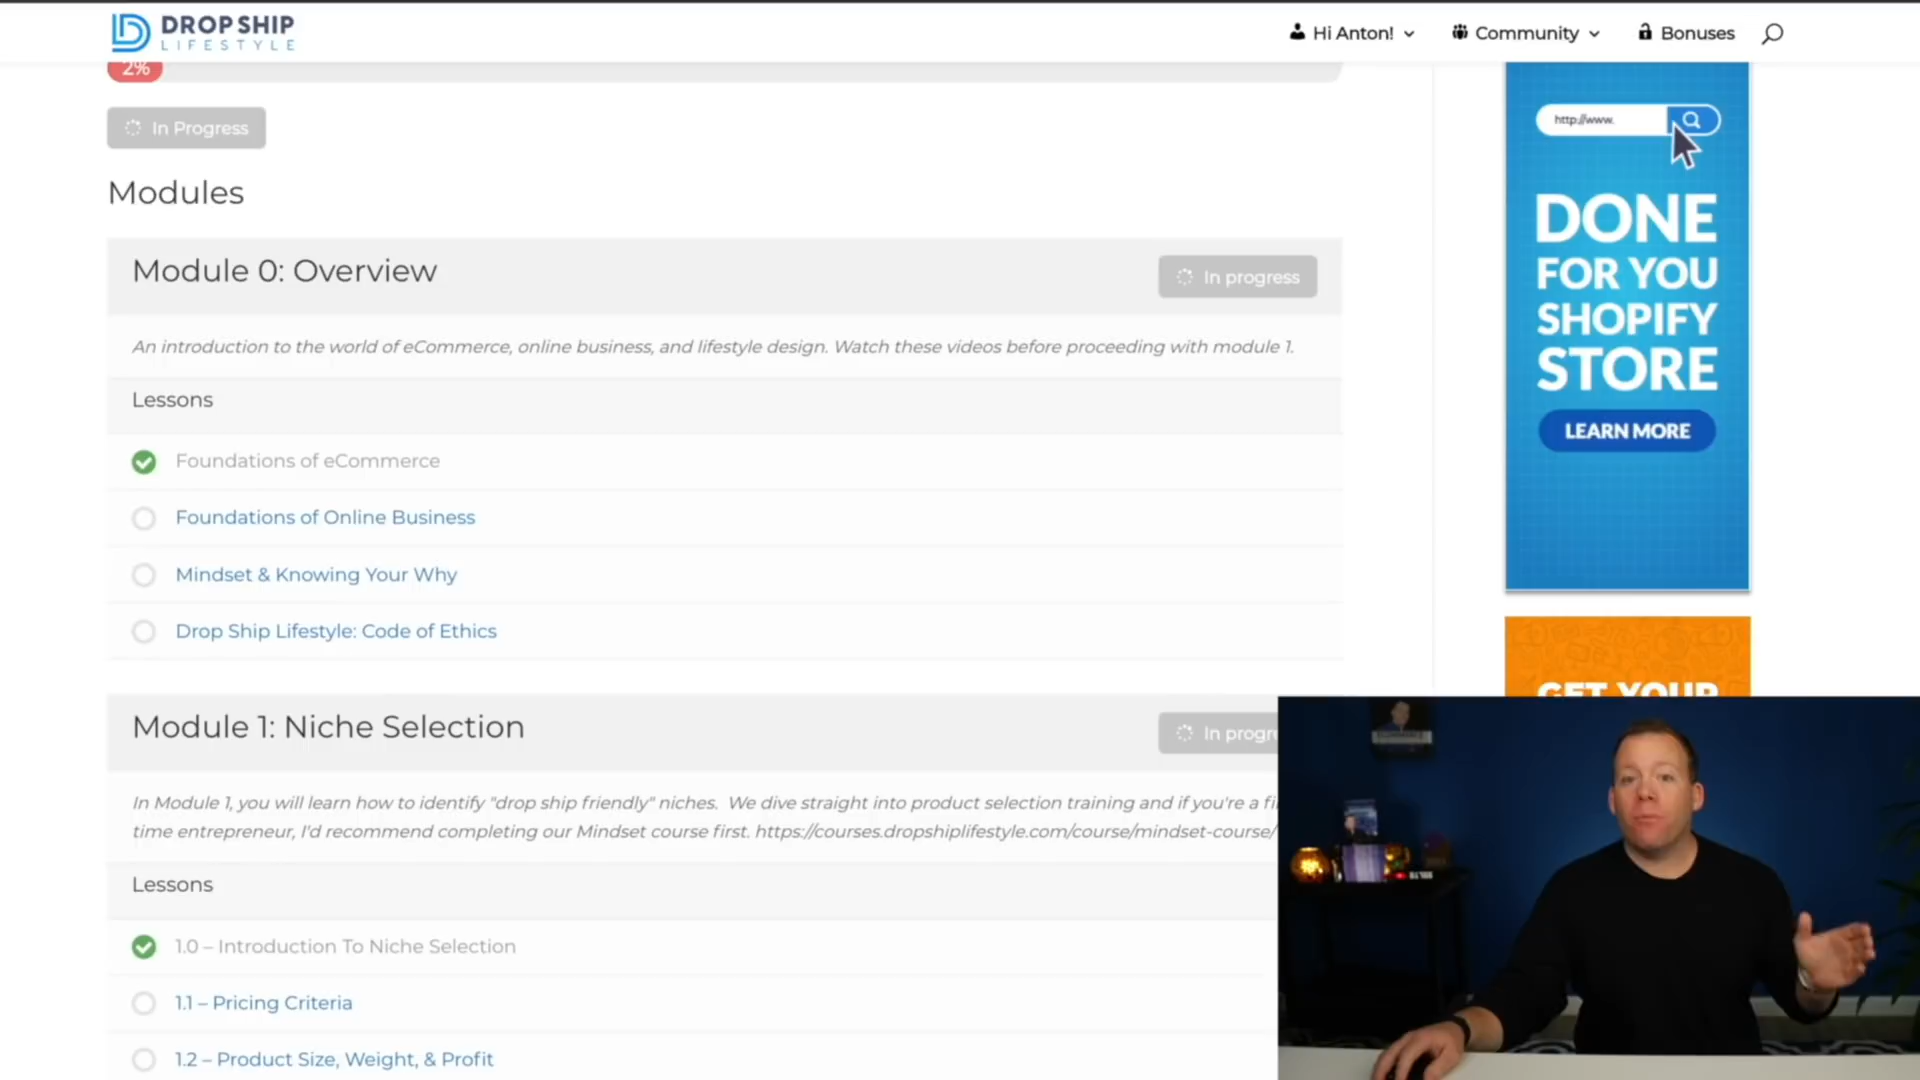 DROP SHIP
LIFESTYLE
Hi Anton!
Community
Bonuses
2%
In Progress
Modules
Module 0: Overview
In progress
An introduction to the world of eCommerce, online business, and lifestyle design. Watch these videos before proceeding with module 1.
Lessons
Foundations of eCommerce
Foundations of Online Business
Mindset & Knowing Your Why
Drop Ship Lifestyle: Code of Ethics
Module 1: Niche Selection
In progr
In Module 1, you will learn how to identify "drop ship friendly" niches. We dive straight into product selection training and if you're a fi
time entrepreneur, I'd recommend completing our Mindset course first. https://courses.dropshiplifestyle.com/course/mindset-course/
Lessons
1.0 – Introduction To Niche Selection
1.1 – Pricing Criteria
1.2 – Product Size, Weight, & Profit
http://www.
DONE
FOR YOU
SHOPIFY
STORE
LEARN MORE
GET YOUR